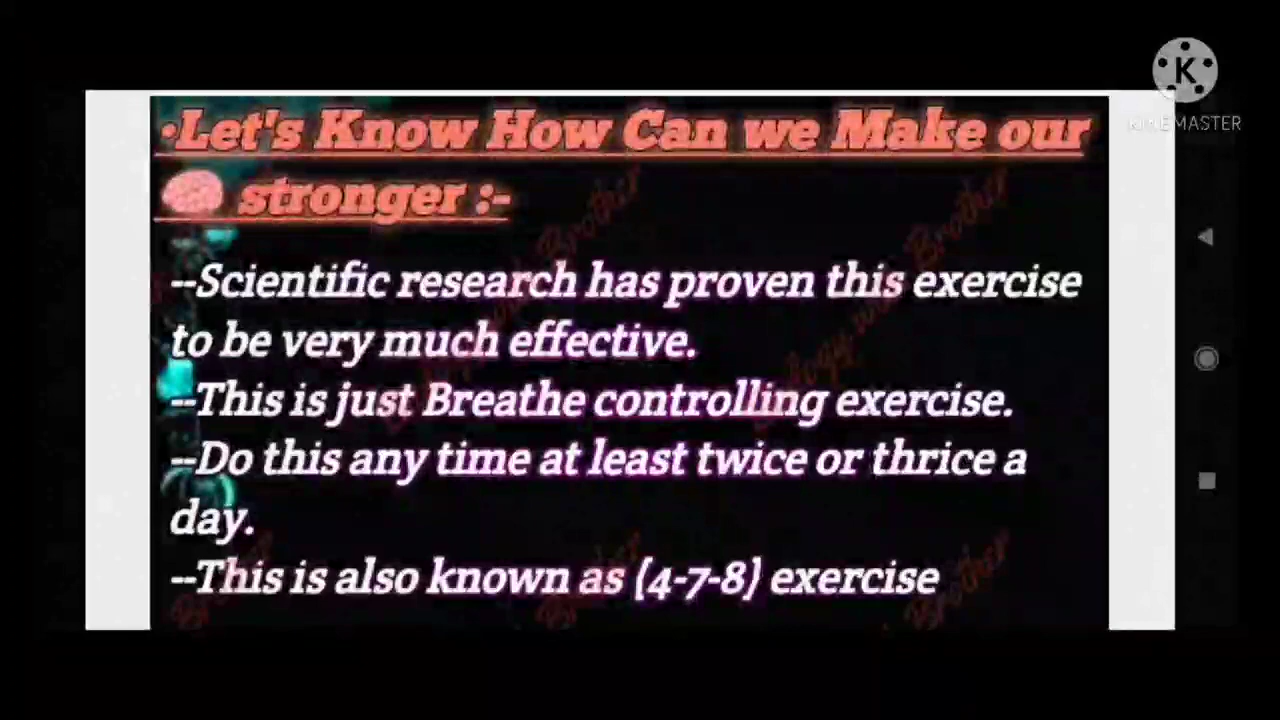 •Let's Know How Can we Make our
🧠 stronger :-
--Scientific research has proven this exercise
to be very much effective.
--This is just Breathe controlling exercise.
--Do this any time at least twice or thrice a
day.
--This is also known as (4-7-8) exercise
K
KINEMASTER